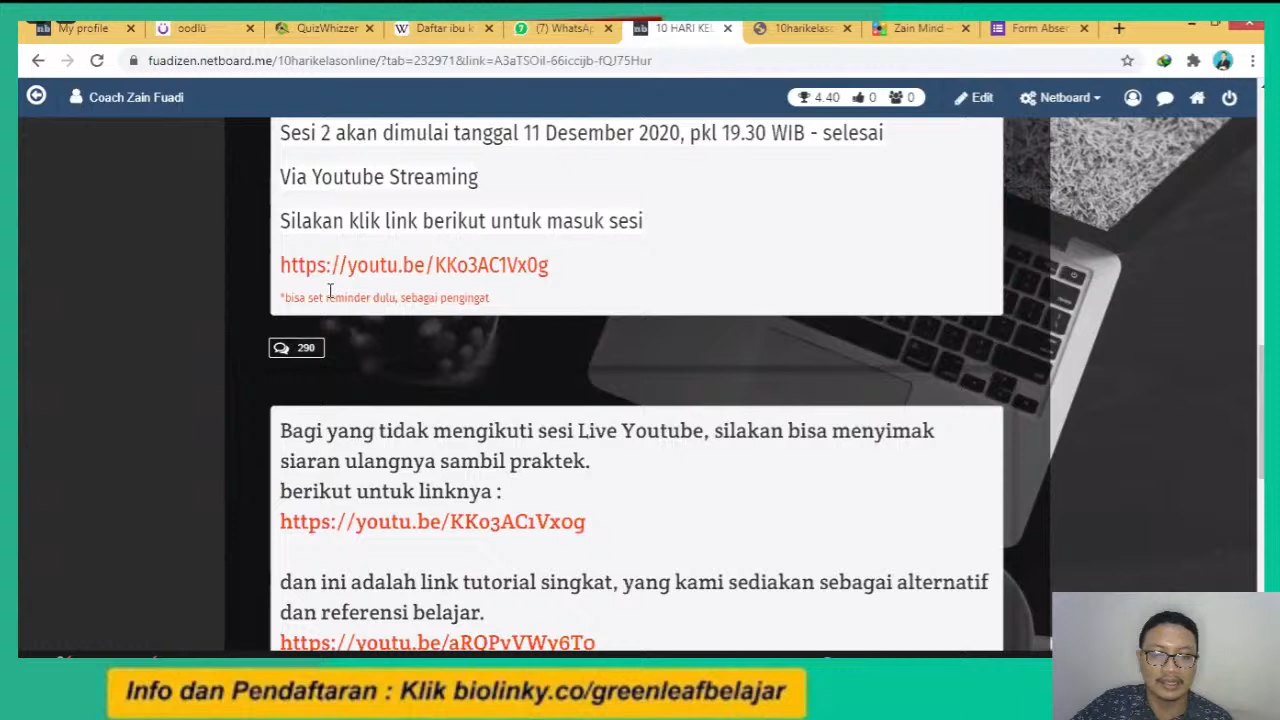 My profile
oodlü
QuizWhizzer
Daftar ibu k
(7) WhatsAp
10 HARI KEL
10harikelaso
Zain Mind –
Form Abser
fuadizen.netboard.me/10harikelasonline/?tab=232971&link=A3aTSOil-66iccijb-fQJ75Hur
Coach Zain Fuadi
4.40
0
0
Edit
Netboard
Sesi 2 akan dimulai tanggal 11 Desember 2020, pkl 19.30 WIB - selesai
Via Youtube Streaming
Silakan klik link berikut untuk masuk sesi
https://youtu.be/KKo3AC1Vx0g
*bisa set reminder dulu, sebagai pengingat
290
Bagi yang tidak mengikuti sesi Live Youtube, silakan bisa menyimak
siaran ulangnya sambil praktek.
berikut untuk linknya :
https://youtu.be/KKo3AC1Vx0g
dan ini adalah link tutorial singkat, yang kami sediakan sebagai alternatif
dan referensi belajar.
https://youtu.be/aRQPyVWy6T0
Info dan Pendaftaran : Klik biolinky.co/greenleafbelajar